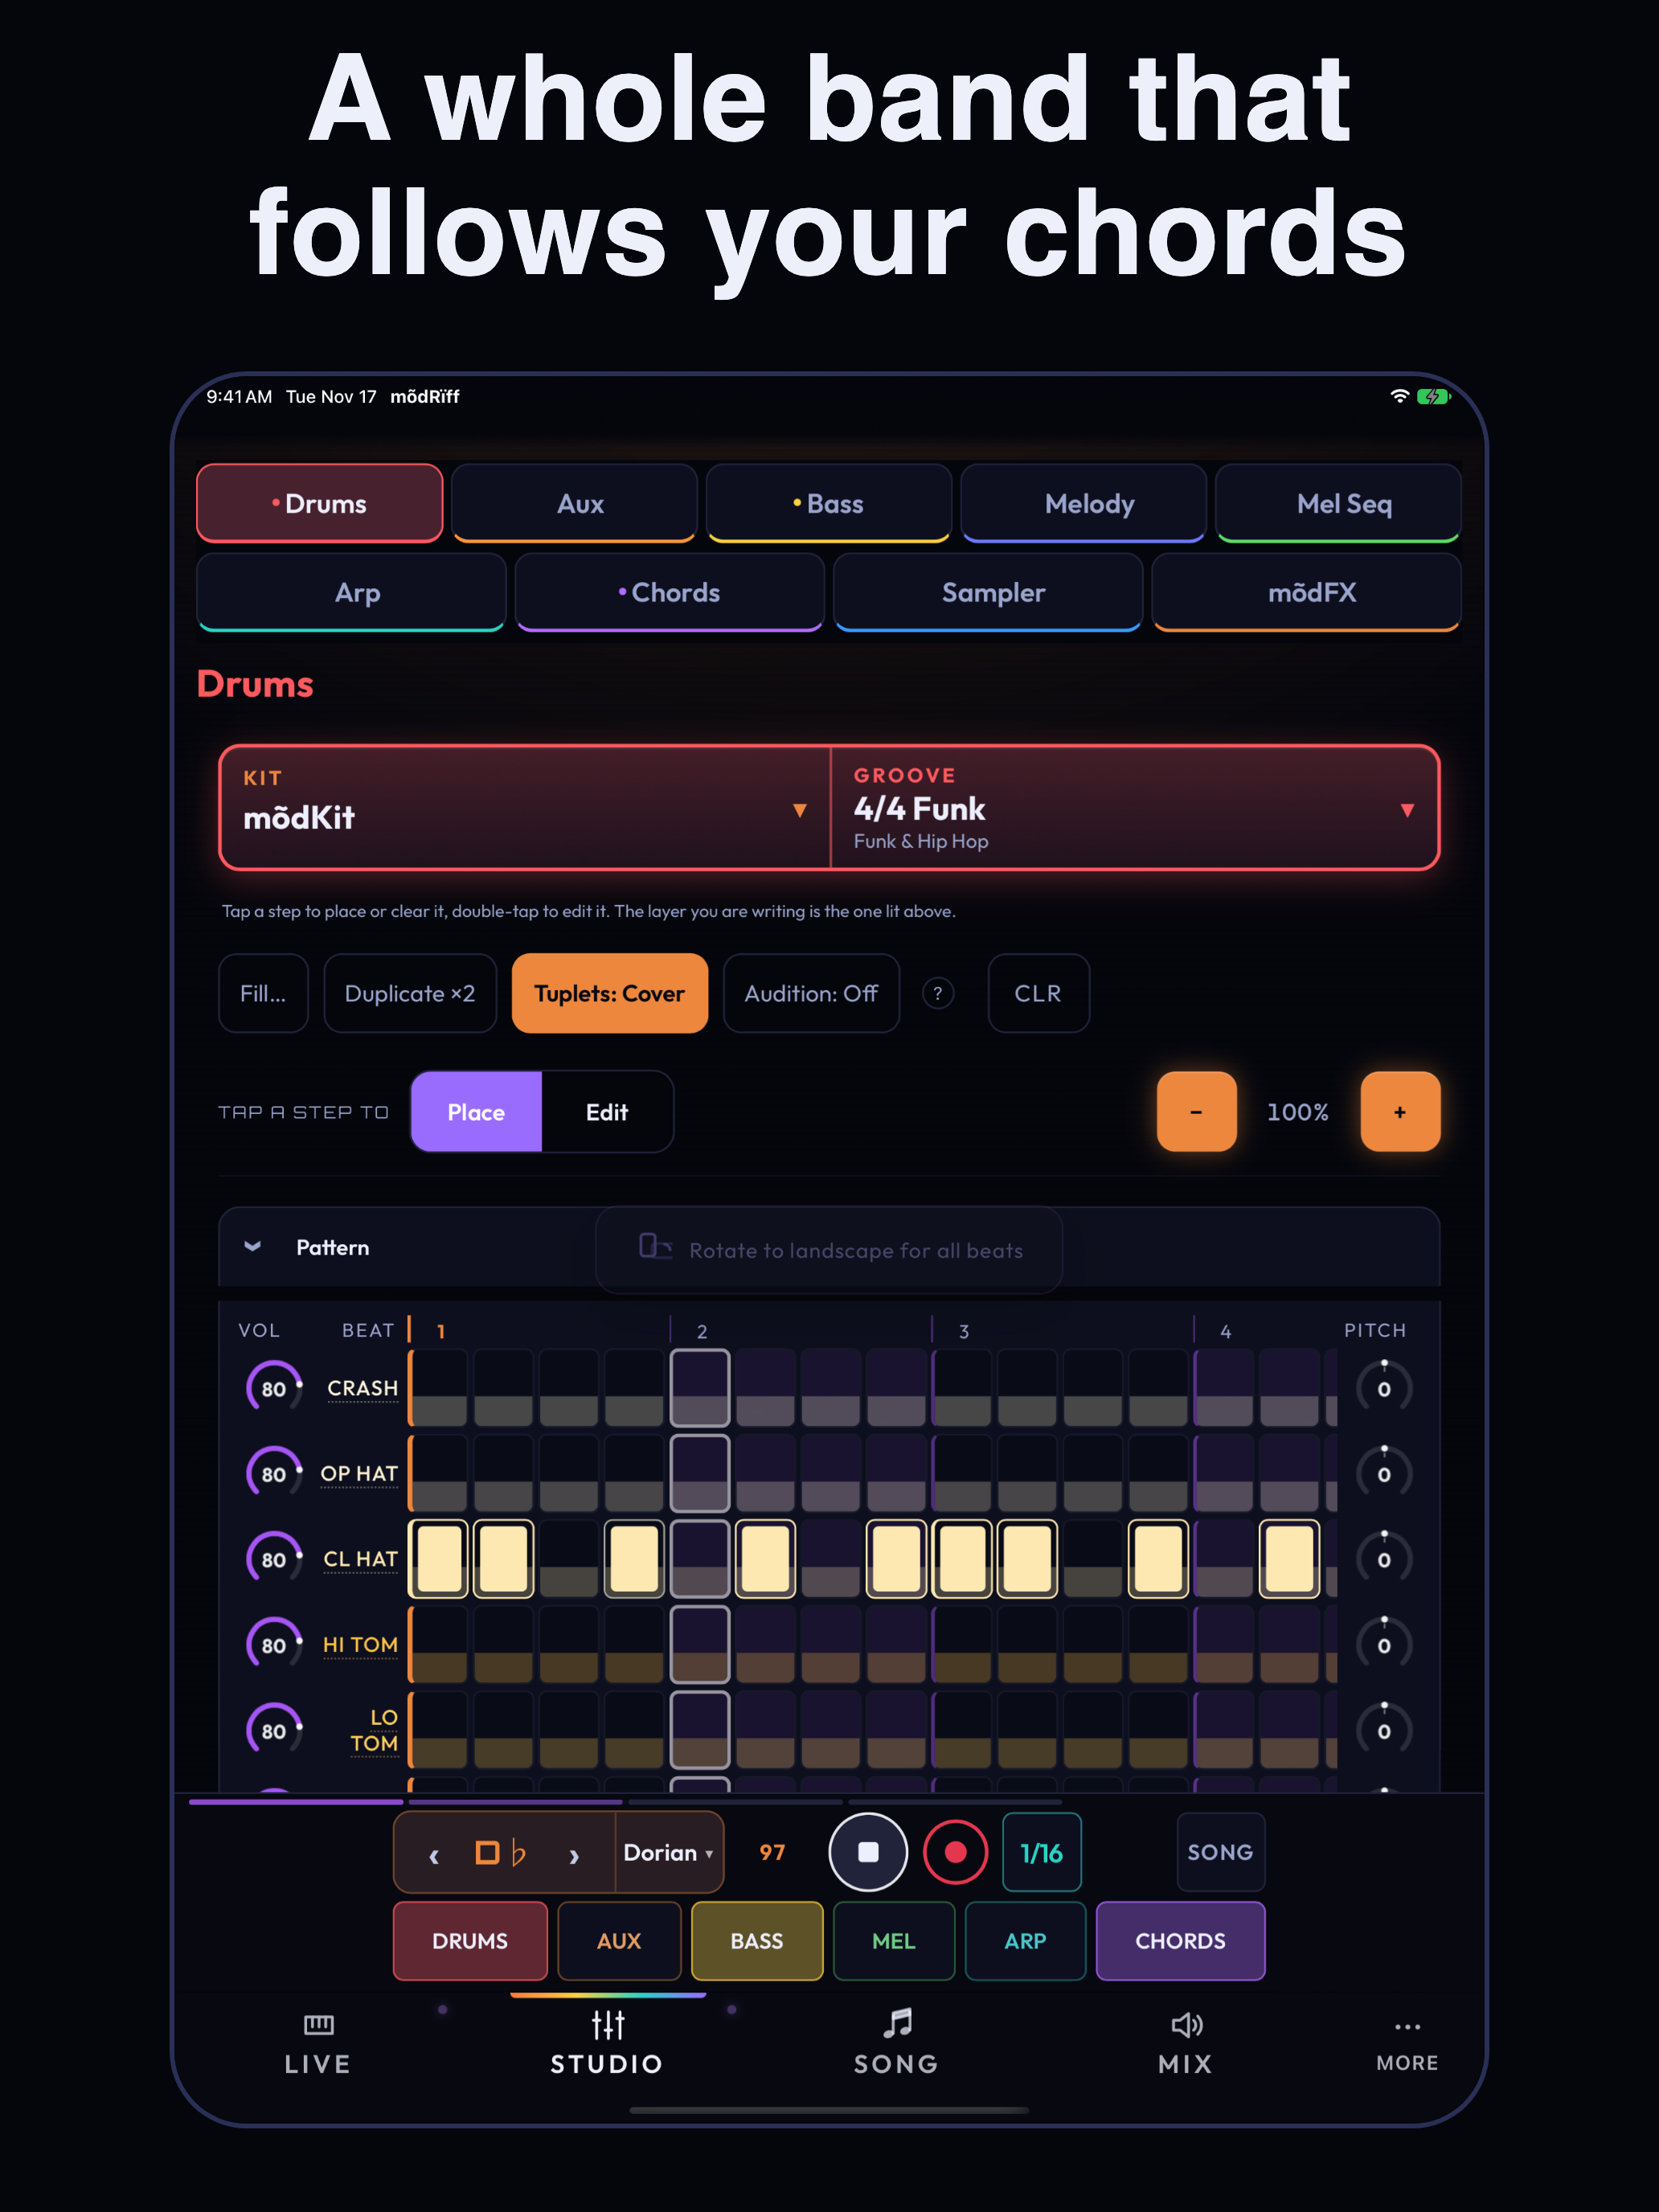 A whole band that
follows your chords
9:41 AM Tue Nov 17 mõdRïff
Drums
Aux
Bass
Melody
Mel Seq
Arp
Chords
Sampler
mõdFX
Drums
KIT
mõdKit
▼
GROOVE
4/4 Funk
Funk & Hip Hop
▼
Tap a step to place or clear it, double-tap to edit it. The layer you are writing is the one lit above.
Fill...
Duplicate ×2
Tuplets: Cover
Audition: Off
?
CLR
TAP A STEP TO
Place
Edit
−
100%
+
Pattern
Rotate to landscape for all beats
VOL BEAT 1 2 3 4 PITCH
80 CRASH 0
80 OP HAT 0
80 CL HAT 0
80 HI TOM 0
80 LO TOM 0
‹ D♭ › Dorian ▾ 97 1/16 SONG
DRUMS AUX BASS MEL ARP CHORDS
LIVE STUDIO SONG MIX MORE